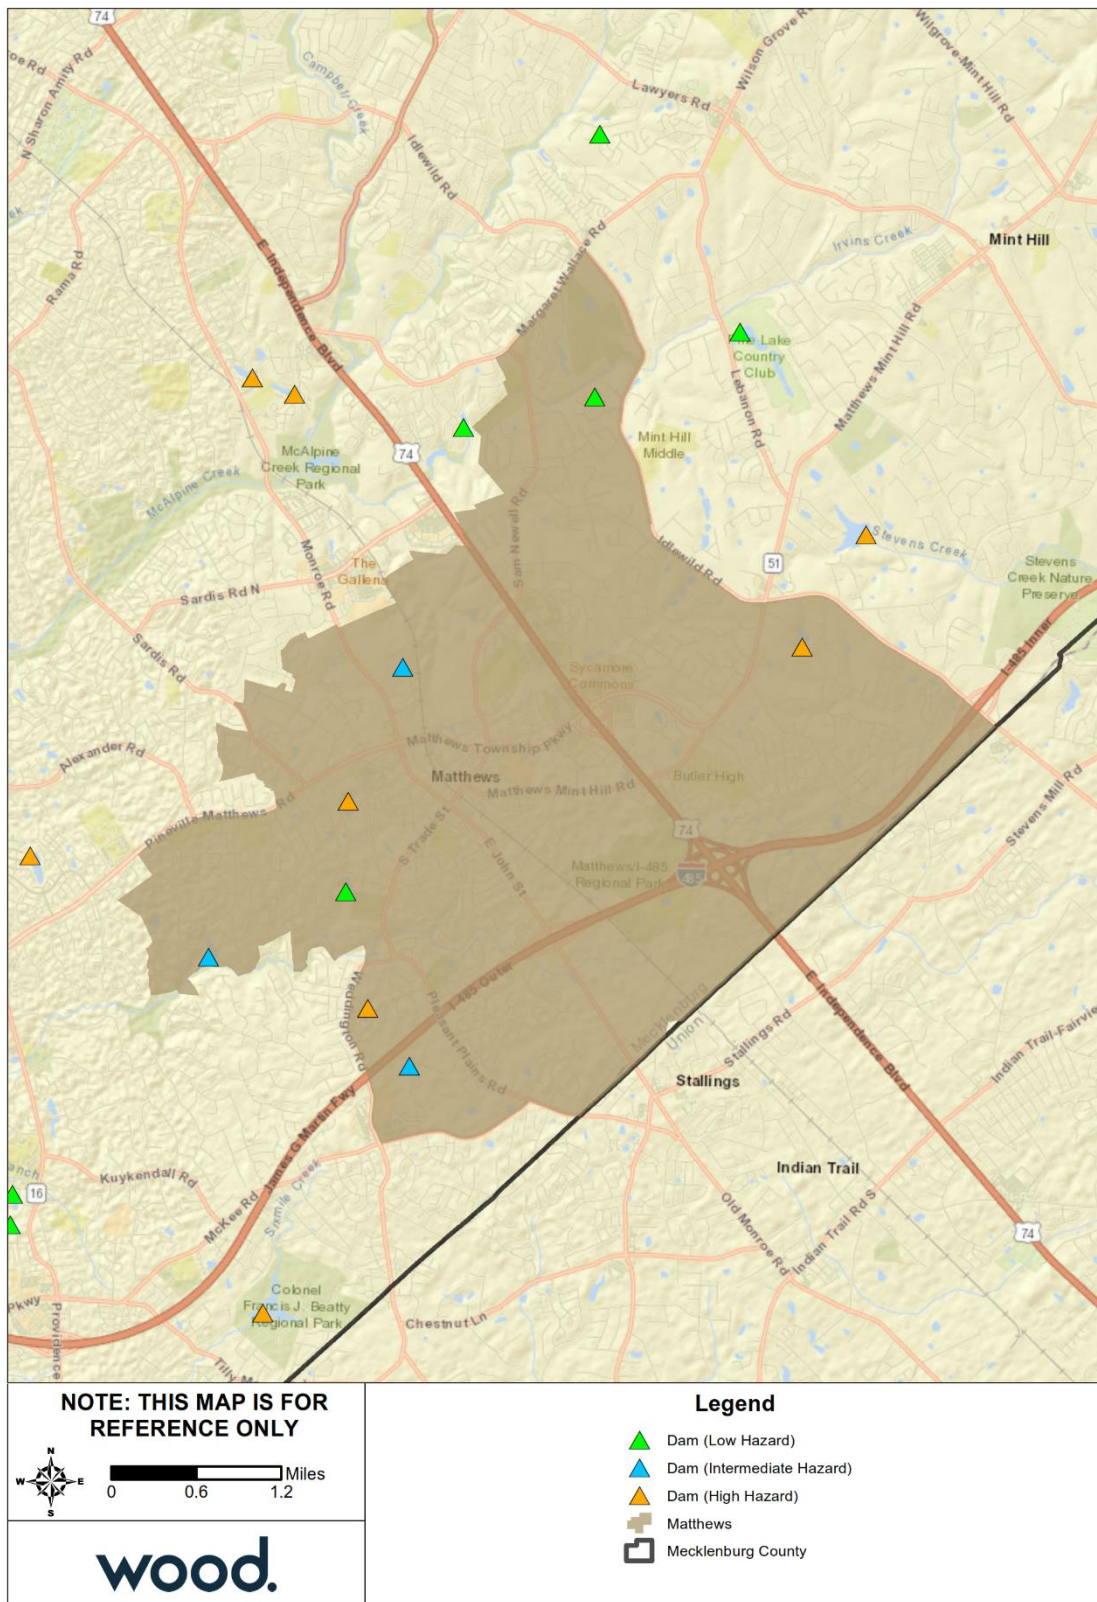 74
Wilgrove-Mint Hill Rd
Wilson Grove Rd
N Sharon Amity Rd
Campbell Creek
Lawyers Rd
Idlewild Rd
Irvins Creek
Mint Hill
Margaret Wallace Rd
Rama Rd
E Independence Blvd
Country
Club
Lebanon Rd
Matthews Mint Hill Rd
McAlpine
Creek Regional
Park
74
Mint Hill
Middle
McAlpine Creek
Sam Newell Rd
Stevens Creek
Monroe Rd
The
Idlewild Rd
51
Stevens
Creek Nature
Preserve
Sardis Rd N
Sardis Rd
I-485 Inner
Sycamore
Commons
Alexander Rd
Matthews Township Pkwy
Matthews
Butler High
Matthews Mint Hill Rd
Stevens Mill Rd
Pineville Matthews Rd
S Trade St
E John St
74
Matthews/I-485
Regional Park
485
Weddington Rd
I-485 Outer
Pleasant Plains Rd
Mecklenburg
Union
Stallings Rd
E Independence Blvd
Indian Trail-Fairview
Stallings
James G Martin Fwy
Kuykendall Rd
Indian Trail
16
McKee Rd
Sixmile Creek
Old Monroe Rd
Indian Trail Rd S
74
Colonel
Francis J. Beatty
Regional Park
Pkwy
Providence
Chestnut Ln
NOTE: THIS MAP IS FOR
REFERENCE ONLY
N
W E
S
Miles
0 0.6 1.2
wood.
Legend
Dam (Low Hazard)
Dam (Intermediate Hazard)
Dam (High Hazard)
Matthews
Mecklenburg County